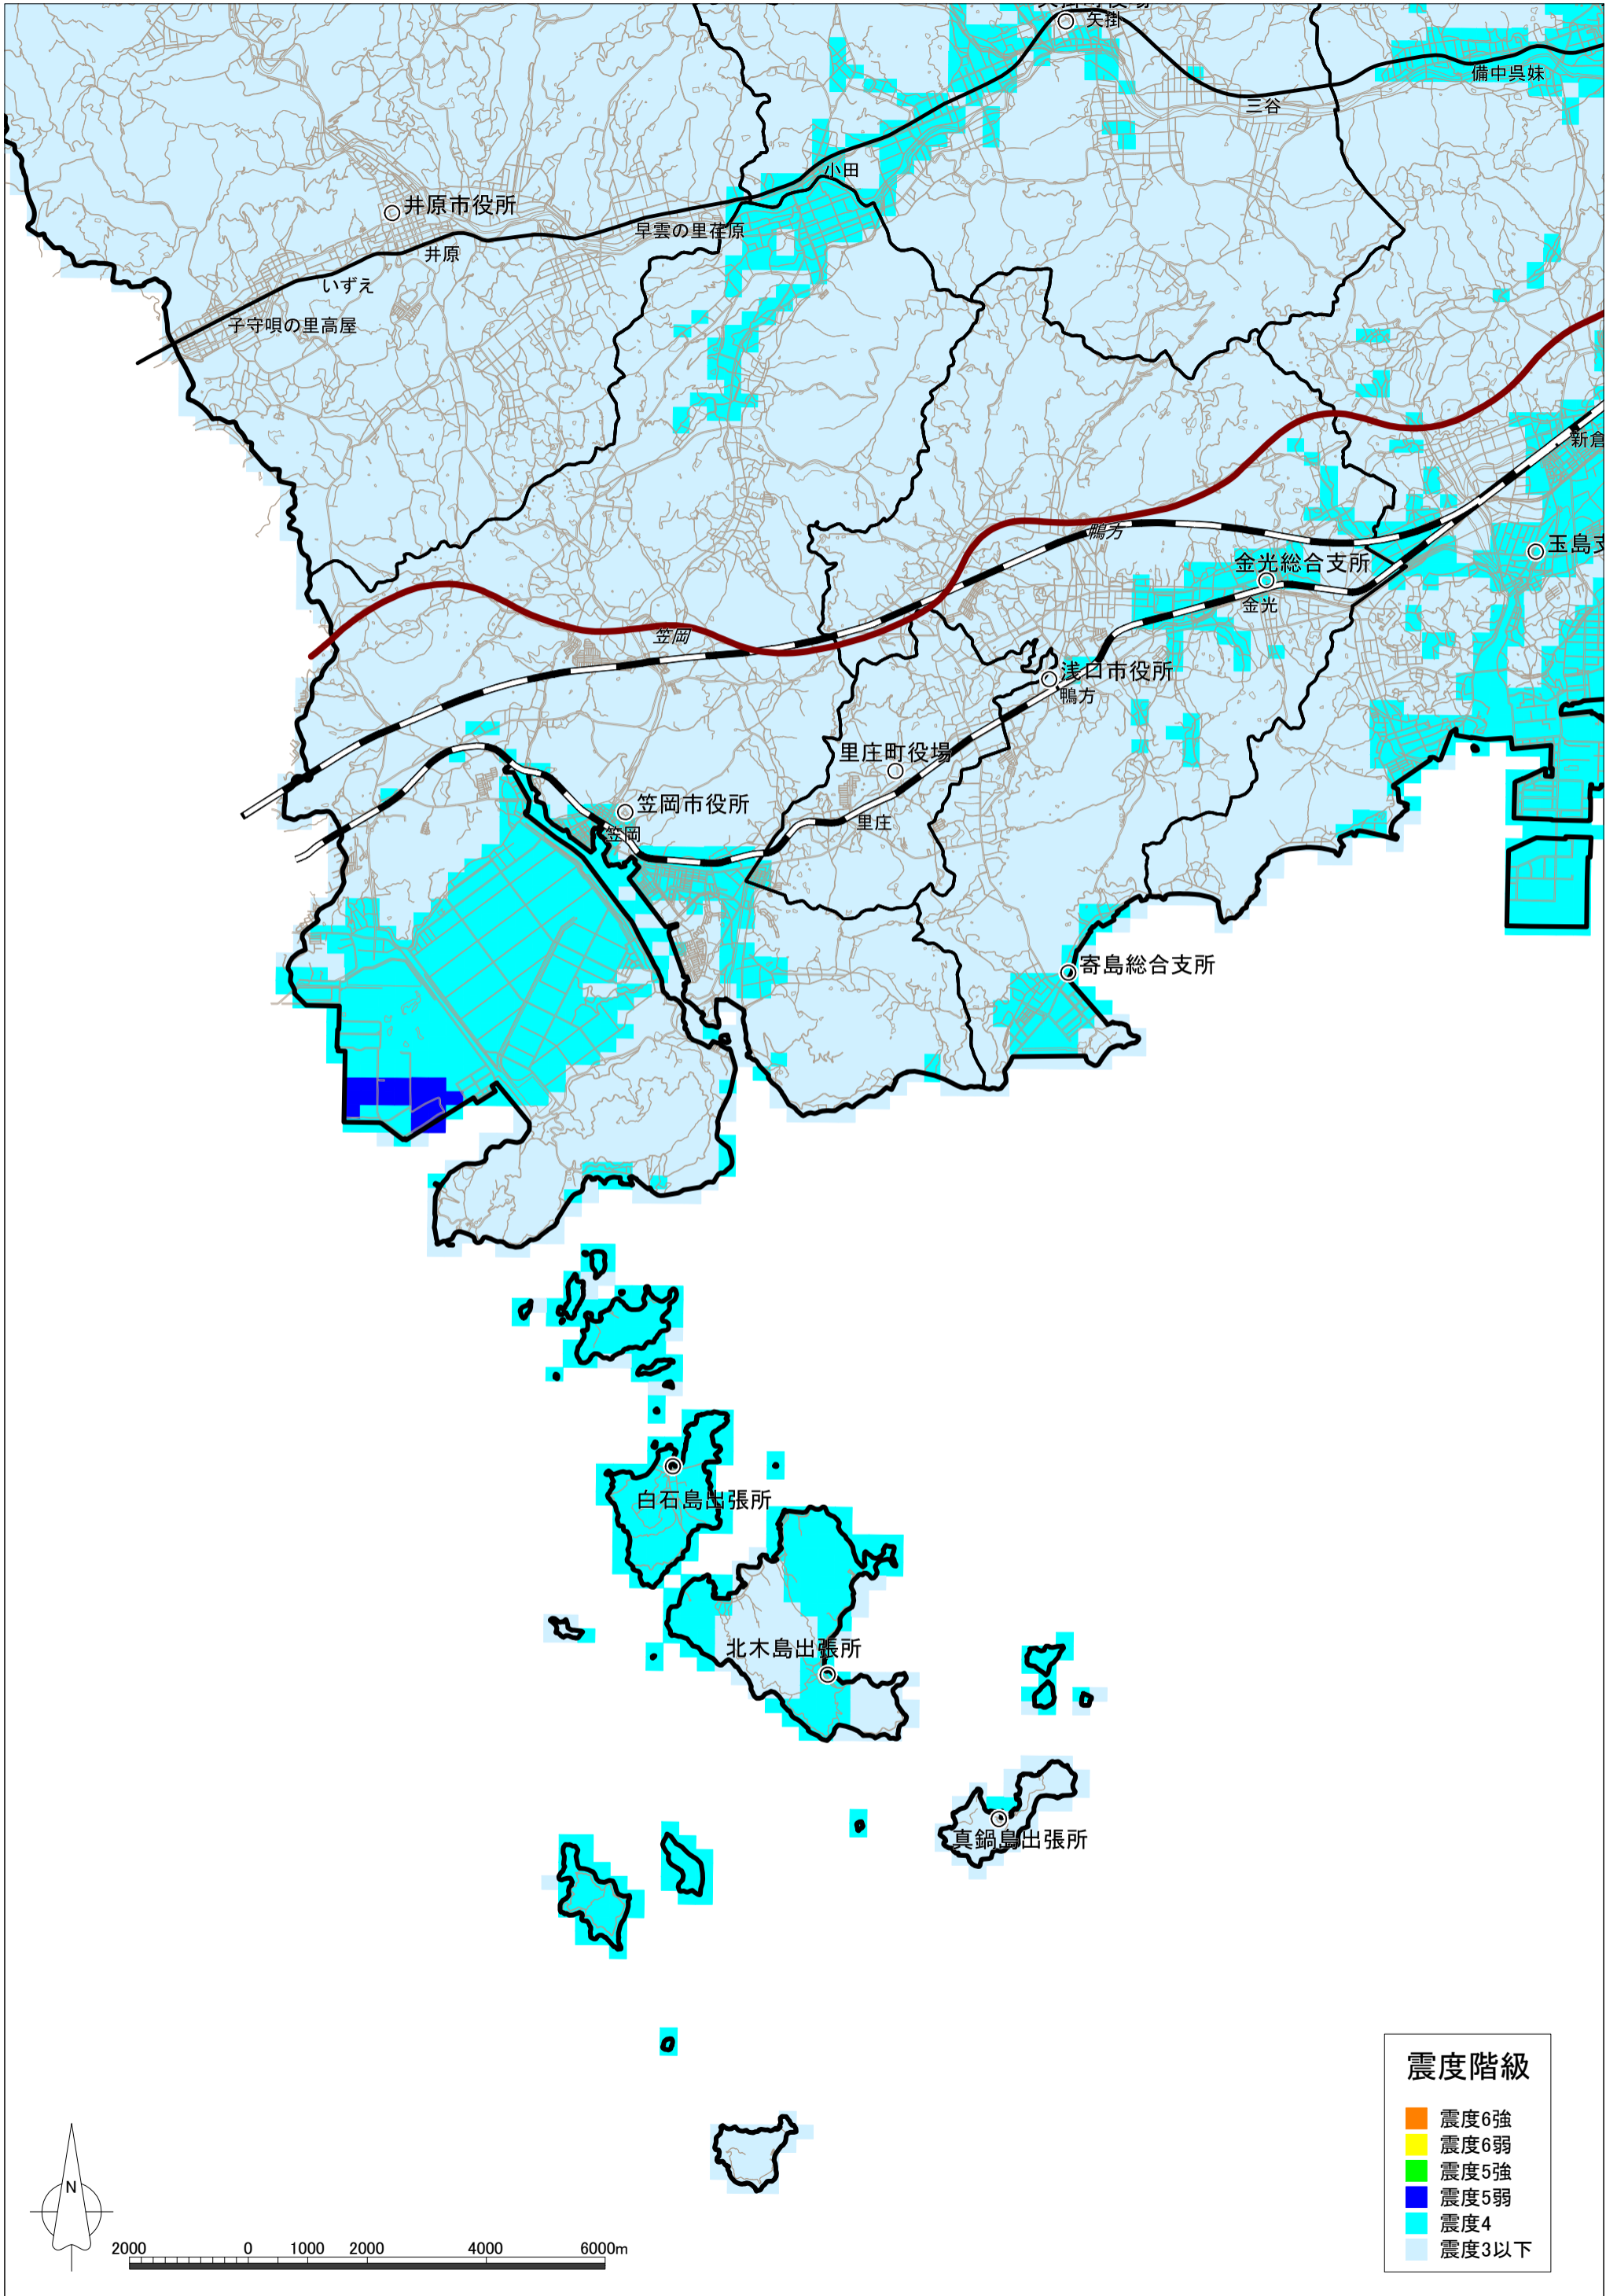 矢掛
備中呉妹
三谷
小田
井原市役所
早雲の里荏原
井原
いずえ
子守唄の里高屋
新倉
鴨方
玉島支
金光総合支所
金光
笠岡
浅口市役所
鴨方
里庄町役場
笠岡市役所
里庄
笠岡
寄島総合支所
白石島出張所
北木島出張所
真鍋島出張所
震度階級
震度6強
震度6弱
震度5強
震度5弱
震度4
震度3以下
N
2000 0 1000 2000 4000 6000m